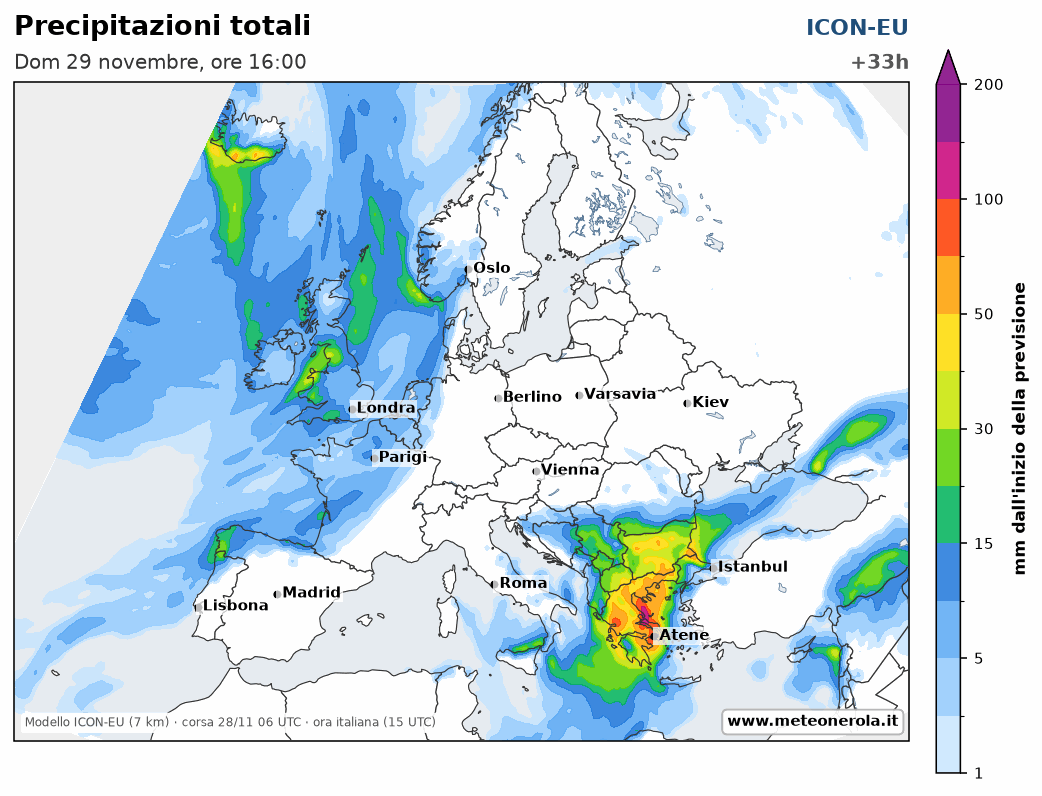 Precipitazioni totali
ICON-EU
Dom 29 novembre, ore 16:00
+33h
200
100
50
30
15
5
1
mm dall'inizio della previsione
Oslo
Berlino
Varsavia
Kiev
Londra
Parigi
Vienna
Istanbul
Roma
Madrid
Lisbona
Atene
Modello ICON-EU (7 km) · corsa 28/11 06 UTC · ora italiana (15 UTC)
www.meteonerola.it